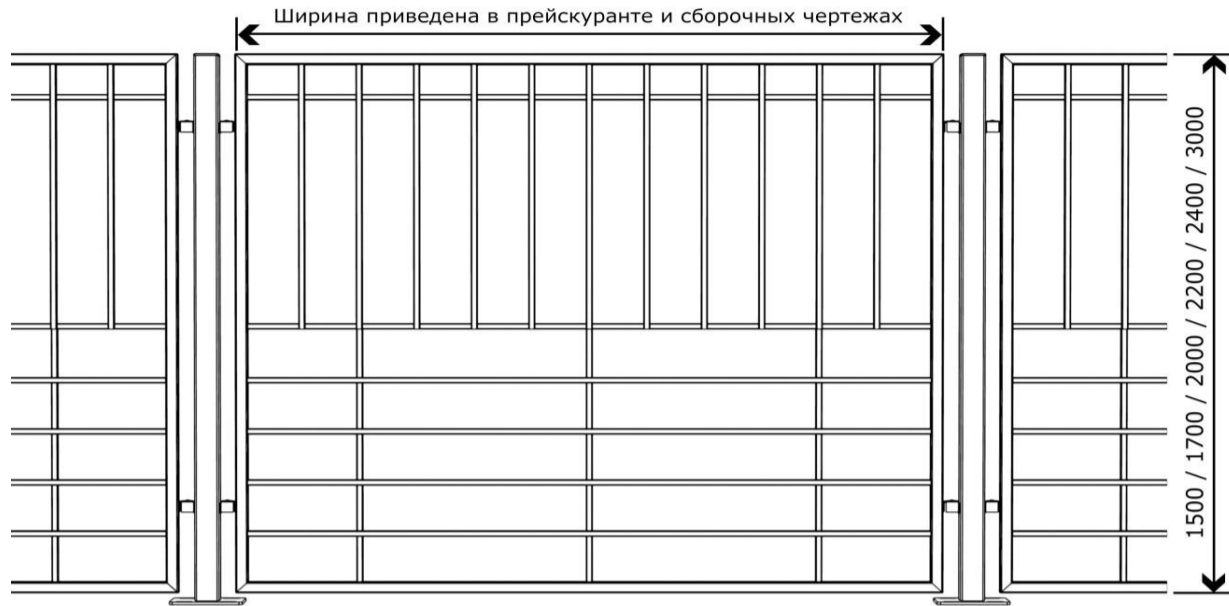 Ширина приведена в прейскуранте и сборочных чертежах
1500 / 1700 / 2000 / 2200 / 2400 / 3000